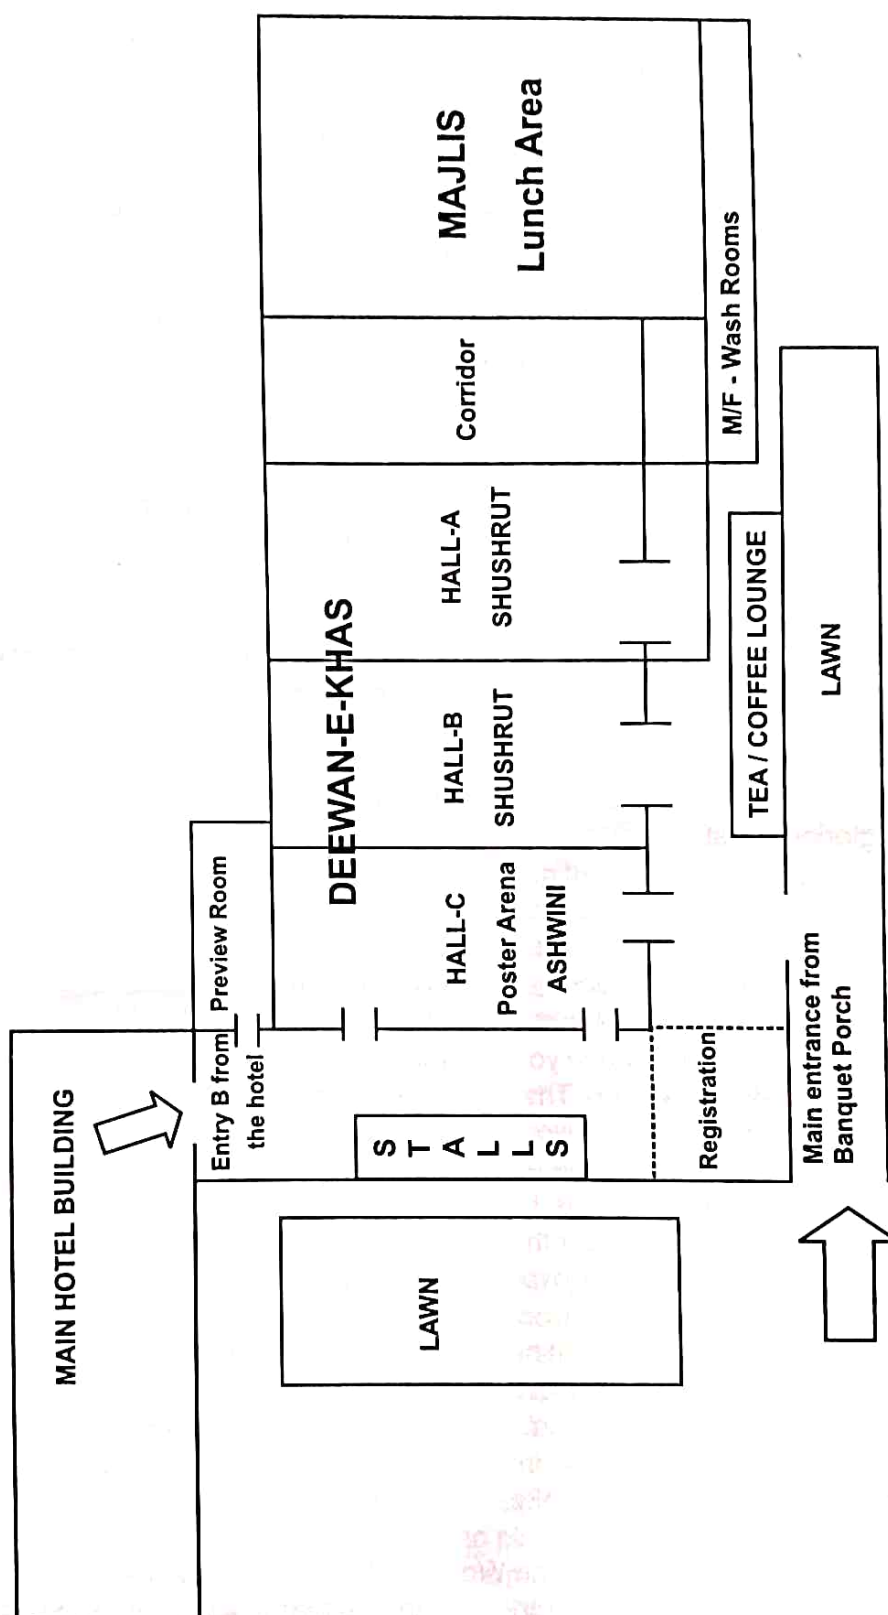 MAIN HOTEL BUILDING
Entry B from
the hotel
Preview Room
DEEWAN-E-KHAS
STALLS
LAWN
HALL-C
Poster Arena
ASHWINI
HALL-B
SHUSHRUT
HALL-A
SHUSHRUT
Corridor
MAJLIS
Lunch Area
Registration
M/F - Wash Rooms
TEA / COFFEE LOUNGE
Main entrance from
Banquet Porch
LAWN